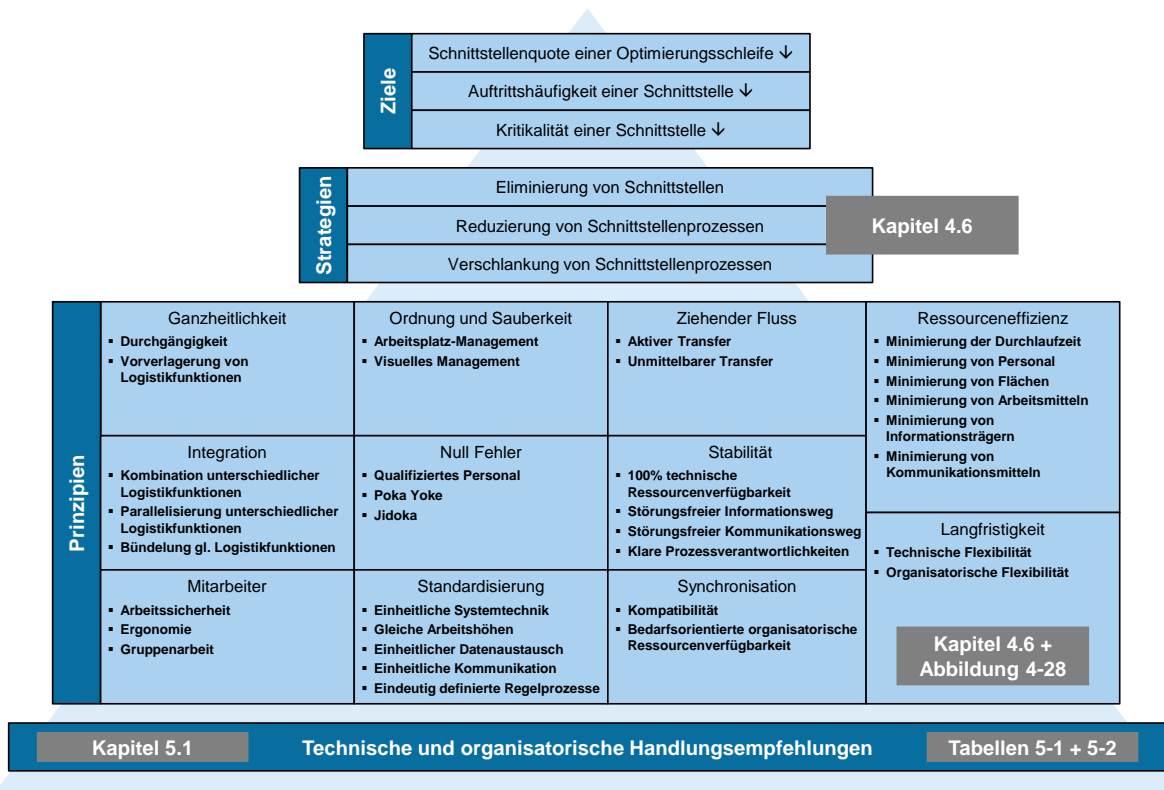 Ziele
Schnittstellenquote einer Optimierungsschleife ↓
Auftrittshäufigkeit einer Schnittstelle ↓
Kritikalität einer Schnittstelle ↓
Strategien
Eliminierung von Schnittstellen
Reduzierung von Schnittstellenprozessen
Verschlankung von Schnittstellenprozessen
Kapitel 4.6
Prinzipien
Ganzheitlichkeit
▪ Durchgängigkeit
▪ Vorverlagerung von
Logistikfunktionen
Ordnung und Sauberkeit
▪ Arbeitsplatz-Management
▪ Visuelles Management
Ziehender Fluss
▪ Aktiver Transfer
▪ Unmittelbarer Transfer
Ressourceneffizienz
▪ Minimierung der Durchlaufzeit
▪ Minimierung von Personal
▪ Minimierung von Flächen
▪ Minimierung von Arbeitsmitteln
▪ Minimierung von
Informationsträgern
▪ Minimierung von
Kommunikationsmitteln
Integration
▪ Kombination unterschiedlicher
Logistikfunktionen
▪ Parallelisierung unterschiedlicher
Logistikfunktionen
▪ Bündelung gl. Logistikfunktionen
Null Fehler
▪ Qualifiziertes Personal
▪ Poka Yoke
▪ Jidoka
Stabilität
▪ 100% technische
Ressourcenverfügbarkeit
▪ Störungsfreier Informationsweg
▪ Störungsfreier Kommunikationsweg
▪ Klare Prozessverantwortlichkeiten
Langfristigkeit
▪ Technische Flexibilität
▪ Organisatorische Flexibilität
Mitarbeiter
▪ Arbeitssicherheit
▪ Ergonomie
▪ Gruppenarbeit
Standardisierung
▪ Einheitliche Systemtechnik
▪ Gleiche Arbeitshöhen
▪ Einheitlicher Datenaustausch
▪ Einheitliche Kommunikation
▪ Eindeutig definierte Regelprozesse
Synchronisation
▪ Kompatibilität
▪ Bedarfsorientierte organisatorische
Ressourcenverfügbarkeit
Kapitel 4.6 +
Abbildung 4-28
Kapitel 5.1
Technische und organisatorische Handlungsempfehlungen
Tabellen 5-1 + 5-2